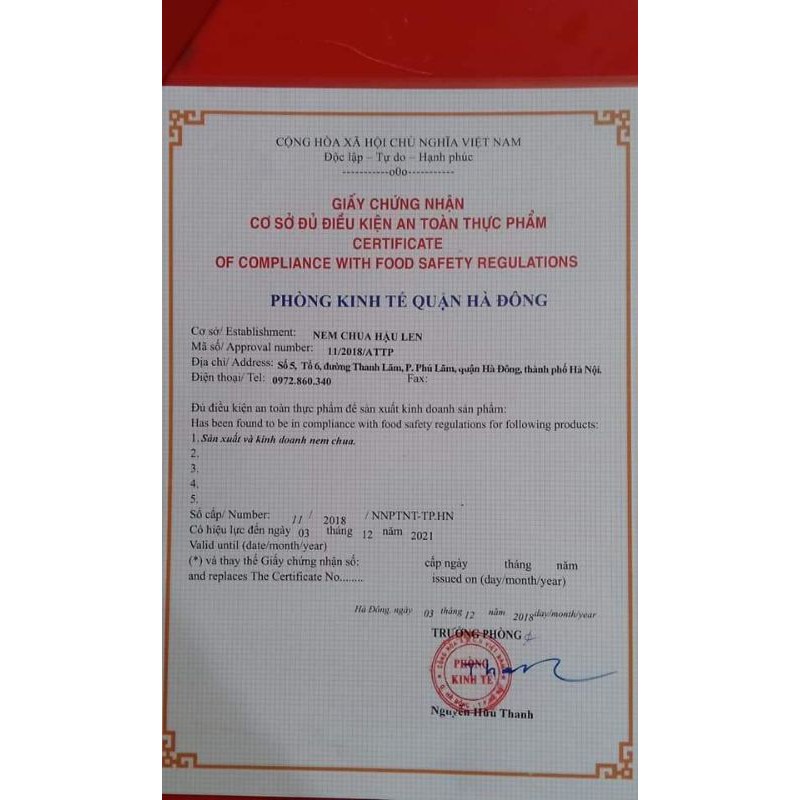 CỘNG HÒA XÃ HỘI CHỦ NGHĨA VIỆT NAM
Độc lập – Tự do – Hạnh phúc
-----------o0o-----------
GIẤY CHỨNG NHẬN
CƠ SỞ ĐỦ ĐIỀU KIỆN AN TOÀN THỰC PHẨM
CERTIFICATE
OF COMPLIANCE WITH FOOD SAFETY REGULATIONS
PHÒNG KINH TẾ QUẬN HÀ ĐÔNG
Cơ sở/ Establishment: NEM CHUA HẬU LEN
Mã số/ Approval number: 11/2018/ATTP
Địa chỉ/ Address: Số 5, Tổ 6, đường Thanh Lãm, P. Phú Lãm, quận Hà Đông, thành phố Hà Nội.
Điện thoại/ Tel: 0972.860.340 Fax:
Đủ điều kiện an toàn thực phẩm để sản xuất kinh doanh sản phẩm:
Has been found to be in compliance with food safety regulations for following products:
1. Sản xuất và kinh doanh nem chua.
2.
3.
4.
5.
Số cấp/ Number: 11 / 2018 / NNPTNT-TP.HN
Có hiệu lực đến ngày 03 tháng 12 năm 2021
Valid until (date/month/year)
(*) và thay thế Giấy chứng nhận số: cấp ngày tháng năm
and replaces The Certificate No........ issued on (day/month/year)
Hà Đông, ngày 03 tháng 12 năm 2018 day/month/year
TRƯỞNG PHÒNG
PHÒNG
KINH TẾ
Nguyễn Hữu Thanh